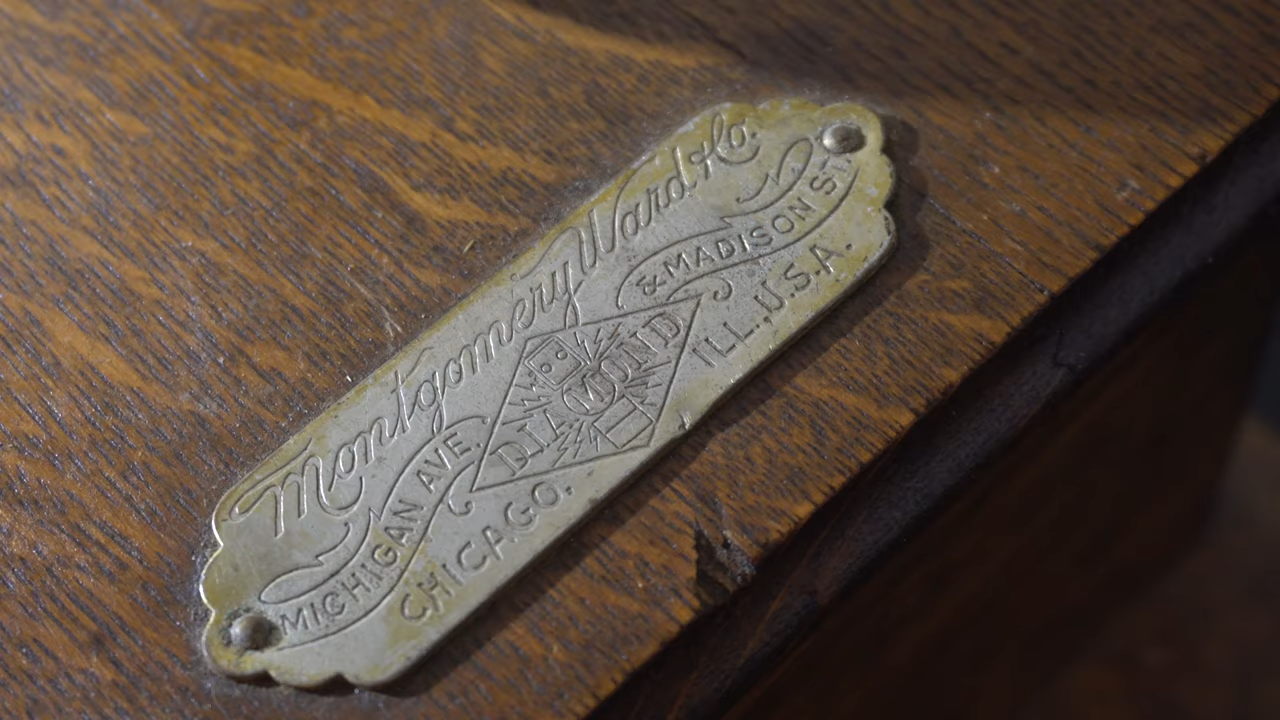 Montgomery Ward & Co.
MICHIGAN AVE. & MADISON ST.
DIAMOND
CHICAGO. ILL., U.S.A.